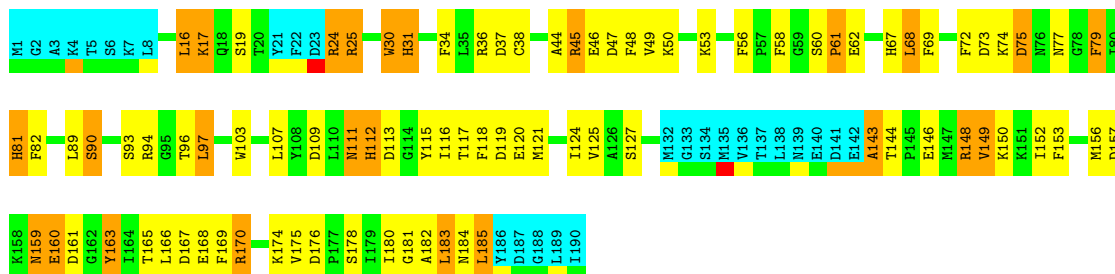 M1 G2 A3 K4 T5 S6 K7 L8 L16 K17 Q18 S19 T20 Y21 F22 D23 R24 R25 W30 H31 F34 L35 R36 D37 C38 A44 R45 E46 D47 F48 V49 K50 K53 F56 P57 F58 G59 S60 P61 E62 H67 L68 F69 F72 D73 K74 D75 N76 N77 G78 F79 I80
H81 F82 L89 S90 S93 R94 G95 T96 L97 W103 L107 Y108 D109 L110 N111 H112 D113 G114 Y115 I116 T117 F118 D119 E120 M121 I124 V125 A126 S127 M132 G133 S134 M135 V136 T137 L138 N139 E140 D141 E142 A143 T144 P145 E146 M147 R148 V149 K150 K151 I152 F153 M156 D157
K158 N159 E160 D161 G162 Y163 I164 T165 L166 D167 E168 F169 R170 K174 V175 D176 P177 S178 I179 I180 G181 A182 L183 N184 L185 Y186 D187 G188 L189 I190